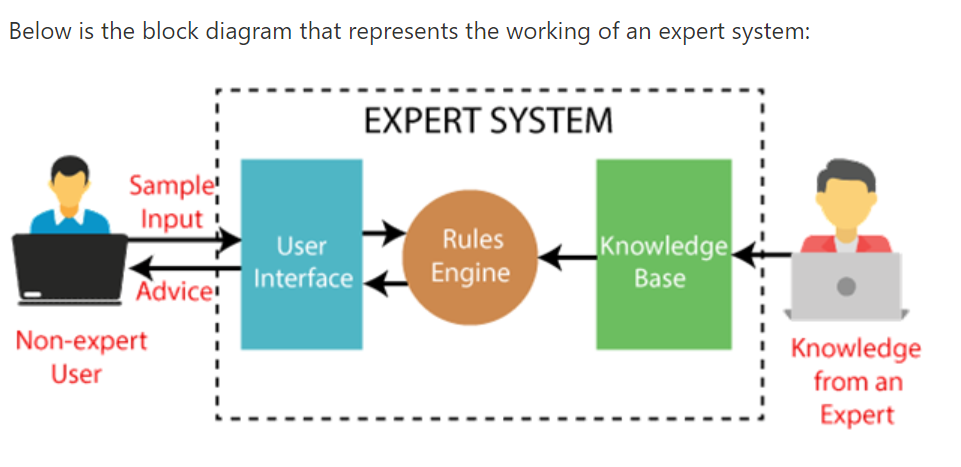 Below is the block diagram that represents the working of an expert system:
EXPERT SYSTEM
Sample
Input
Advice
Non-expert
User
User
Interface
Rules
Engine
Knowledge
Base
Knowledge
from an
Expert